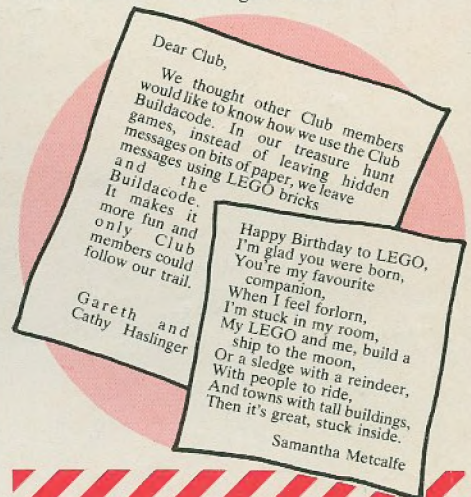 Dear Club,
We thought other Club members
would like to know how we use the Club
Buildacode. In our treasure hunt
games, instead of leaving hidden
messages on bits of paper, we leave
messages using LEGO bricks
and the
Buildacode.
It makes it
more fun and
only Club
members could
follow our trail.
Gareth and
Cathy Haslinger
Happy Birthday to LEGO,
I'm glad you were born,
You're my favourite
companion,
When I feel forlorn,
I'm stuck in my room,
My LEGO and me, build a
ship to the moon,
Or a sledge with a reindeer,
With people to ride,
And towns with tall buildings,
Then it's great, stuck inside.
Samantha Metcalfe